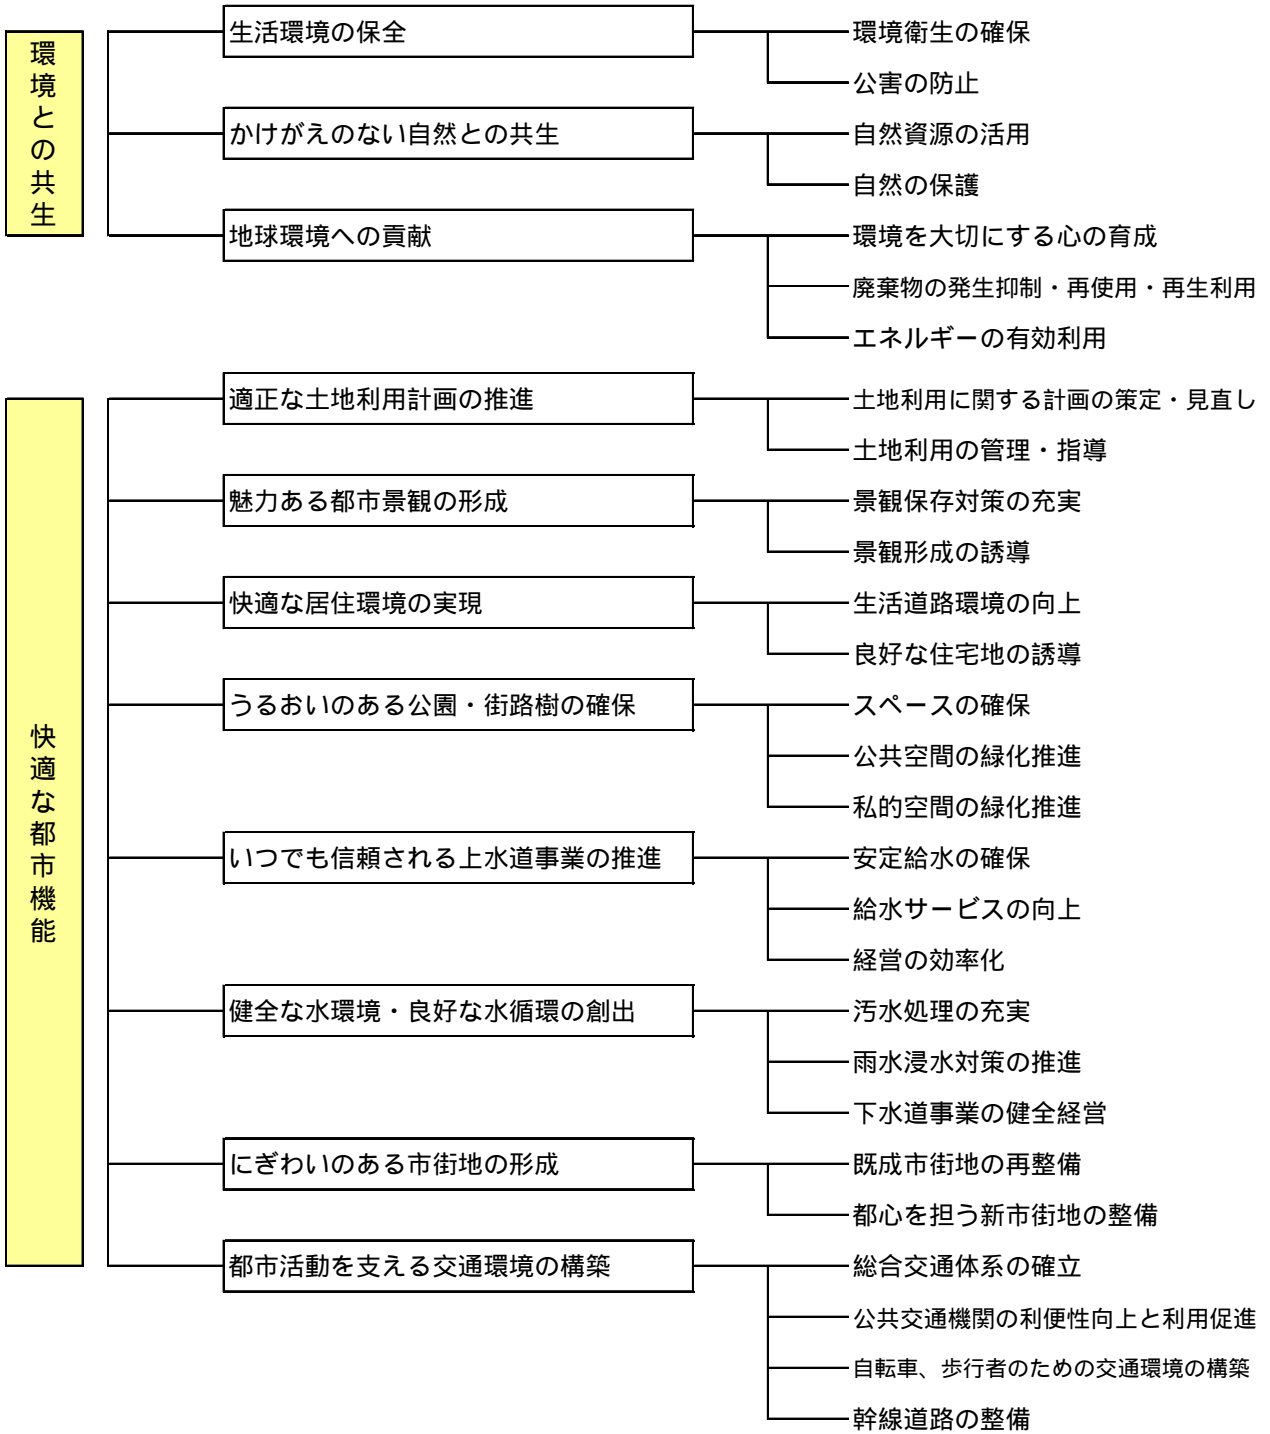 環境との共生
生活環境の保全
環境衛生の確保
公害の防止
かけがえのない自然との共生
自然資源の活用
自然の保護
地球環境への貢献
環境を大切にする心の育成
廃棄物の発生抑制・再使用・再生利用
エネルギーの有効利用
快適な都市機能
適正な土地利用計画の推進
土地利用に関する計画の策定・見直し
土地利用の管理・指導
魅力ある都市景観の形成
景観保存対策の充実
景観形成の誘導
快適な居住環境の実現
生活道路環境の向上
良好な住宅地の誘導
うるおいのある公園・街路樹の確保
スペースの確保
公共空間の緑化推進
私的空間の緑化推進
いつでも信頼される上水道事業の推進
安定給水の確保
給水サービスの向上
経営の効率化
健全な水環境・良好な水循環の創出
汚水処理の充実
雨水浸水対策の推進
下水道事業の健全経営
にぎわいのある市街地の形成
既成市街地の再整備
都心を担う新市街地の整備
都市活動を支える交通環境の構築
総合交通体系の確立
公共交通機関の利便性向上と利用促進
自転車、歩行者のための交通環境の構築
幹線道路の整備